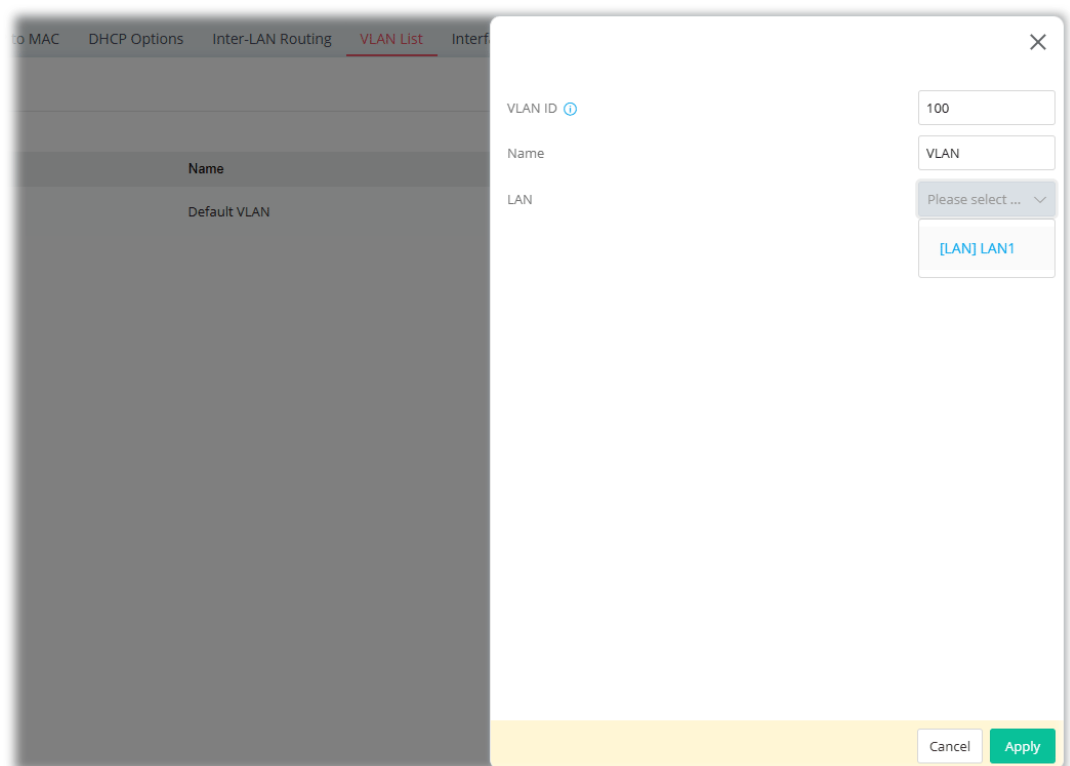 to MAC DHCP Options Inter-LAN Routing VLAN List Interf
Name
Default VLAN
VLAN ID
100
Name
VLAN
LAN
Please select ...
[LAN] LAN1
Cancel
Apply